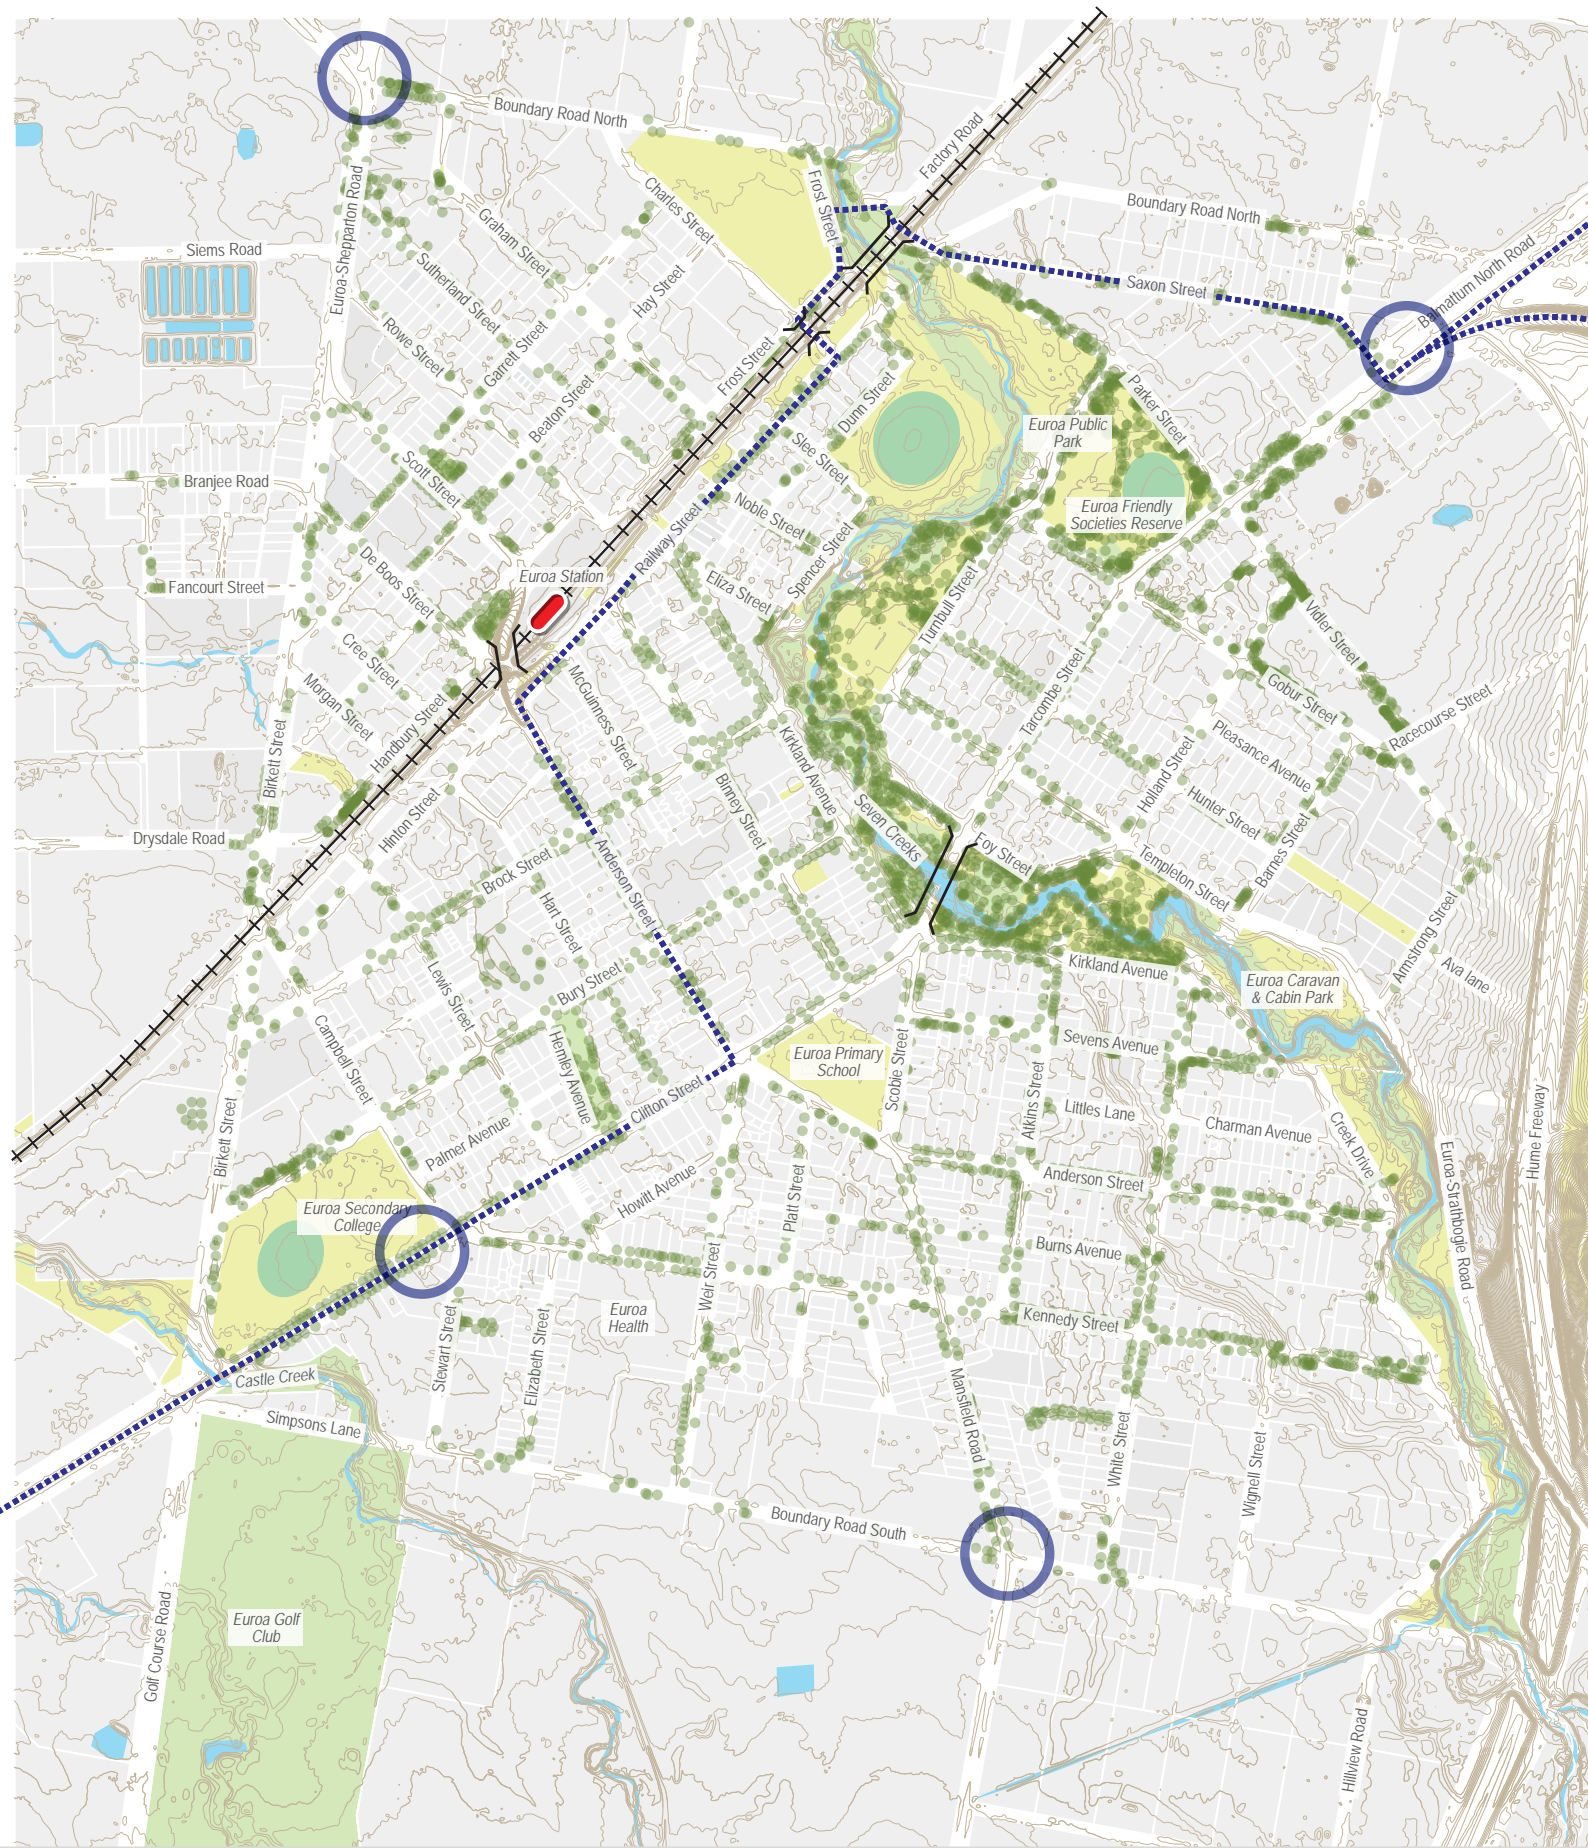 Boundary Road North
Factory Road
Charles Street
Frost Street
Boundary Road North
Euroa-Shepparton Road
Graham Street
Siems Road
Sutherland Street
Hay Street
Saxon Street
Balmattum North Road
Rowe Street
Garrett Street
Frost Street
Beaton Street
Dunn Street
Parker Street
Euroa Public
Park
Slee Street
Scott Street
Branjee Road
Noble Street
Euroa Friendly
Societies Reserve
Railway Street
Spencer Street
De Boos Street
Euroa Station
Eliza Street
Fancourt Street
Turnbull Street
Vidler Street
Cree Street
Morgan Street
McGuinness Street
Tarcombe Street
Gobur Street
Handbury Street
Birkett Street
Kirkland Avenue
Pleasance Avenue
Racecourse Street
Holland Street
Binney Street
Hunter Street
Seven Creeks
Hinton Street
Drysdale Road
Foy Street
Templeton Street
Barnes Street
Brock Street
Anderson Street
Hart Street
Armstrong Street
Lewis Street
Bury Street
Kirkland Avenue
Ava lane
Euroa Caravan
& Cabin Park
Campbell Street
Hemley Avenue
Euroa Primary
School
Scobie Street
Sevens Avenue
Atkins Street
Clifton Street
Littles Lane
Charman Avenue
Creek Drive
Hume Freeway
Birkett Street
Palmer Avenue
Howitt Avenue
Platt Street
Anderson Street
Euroa-Strathbogie Road
Euroa Secondary
College
Burns Avenue
Weir Street
Euroa
Health
Kennedy Street
Stewart Street
Elizabeth Street
Castle Creek
Simpsons Lane
Mansfield Road
White Street
Wignell Street
Boundary Road South
Golf Course Road
Euroa Golf
Club
Hillview Road